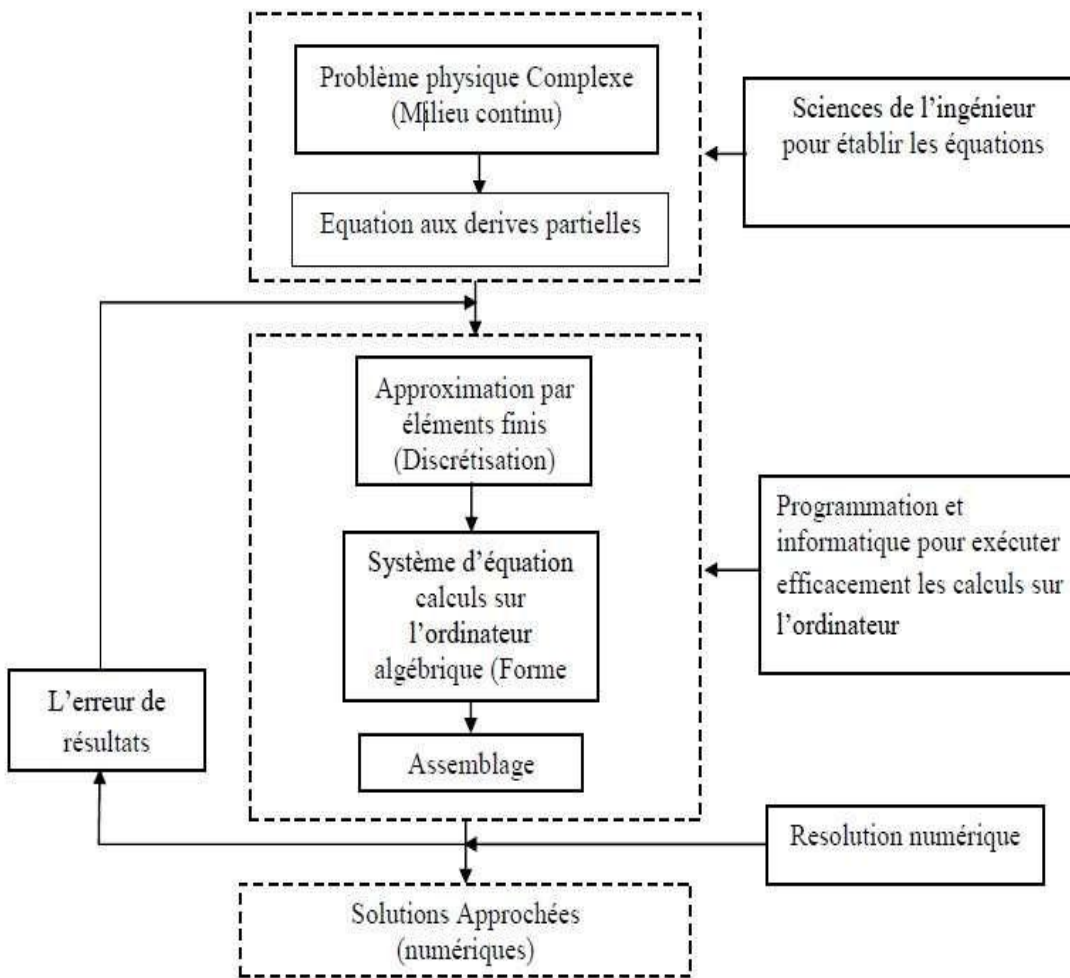 Problème physique Complexe
(Milieu continu)
Sciences de l'ingénieur
pour établir les équations
Equation aux derives partielles
Approximation par
éléments finis
(Discrétisation)
Programmation et
informatique pour exécuter
efficacement les calculs sur
l'ordinateur
Système d'équation
calculs sur
l'ordinateur
algébrique (Forme
L'erreur de
résultats
Assemblage
Resolution numérique
Solutions Approchées
(numériques)